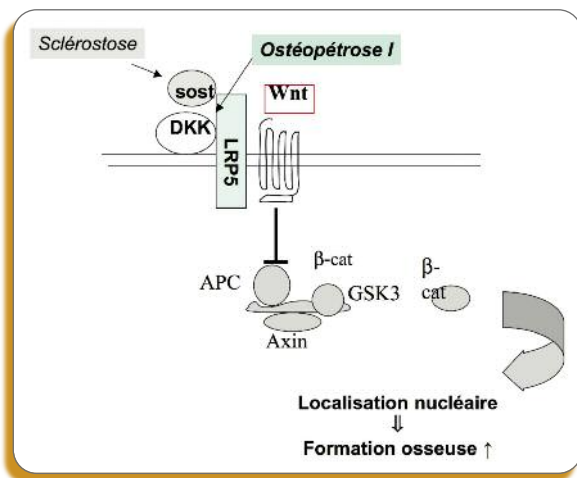 Sclérostose
Ostéopétrose I
sost
Wnt
DKK
LRP5
β-cat
β-
cat
APC
GSK3
Axin
Localisation nucléaire
⇓
Formation osseuse ↑